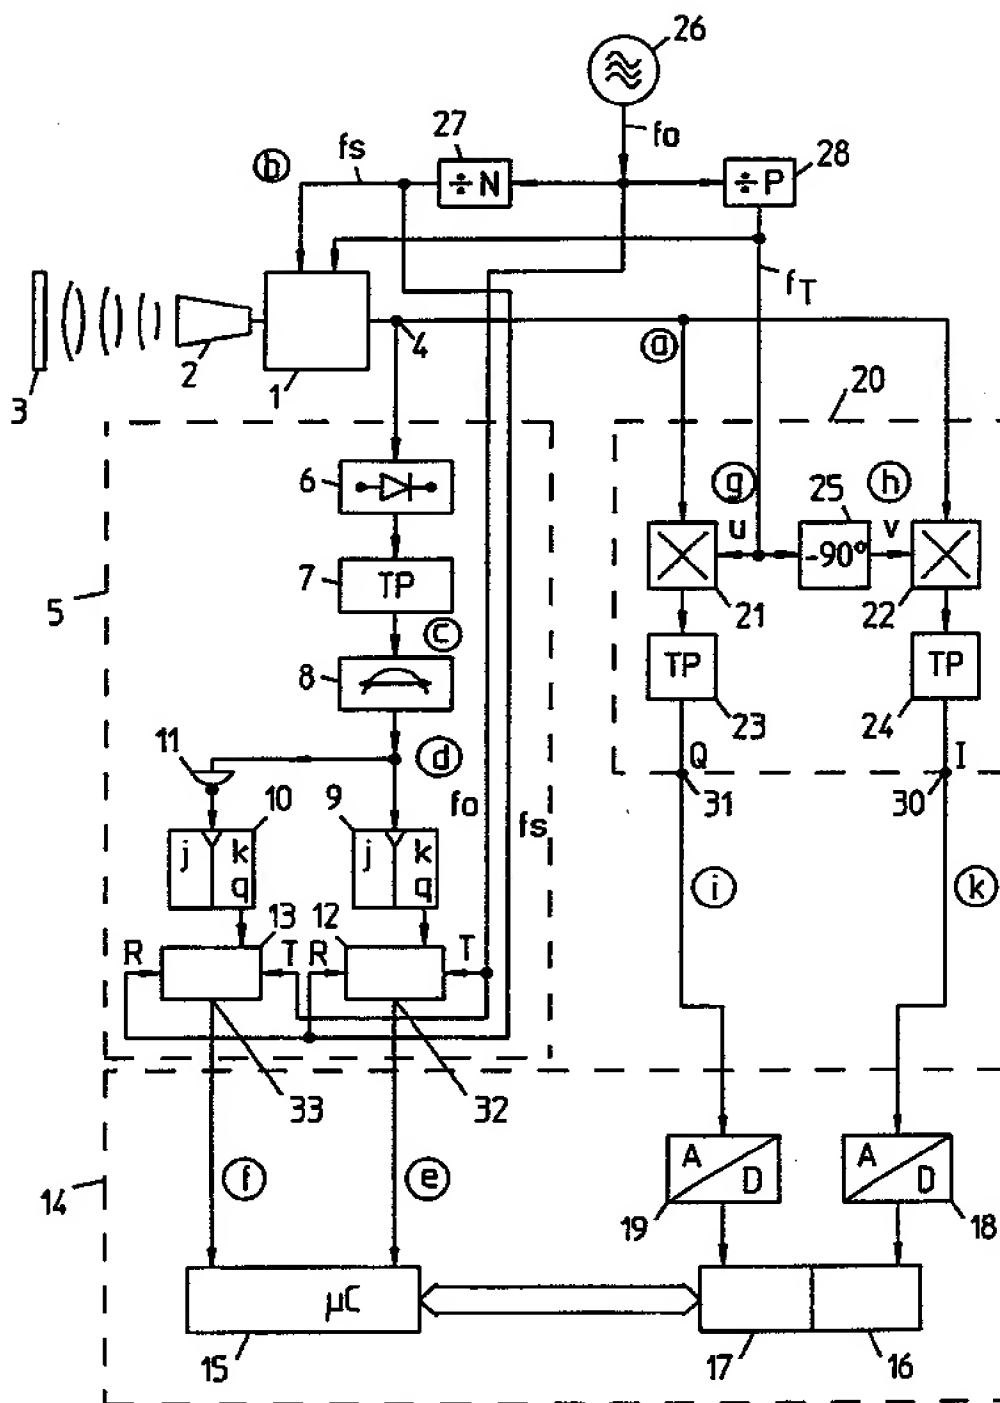 26
fo
27
÷ N
28
÷ P
b
fs
f T
3
2
1
4
a
20
g
u
-90°
25
h
v
21
22
5
6
7
TP
c
8
d
TP
23
TP
24
Q
31
I
30
11
10
j
k
q
9
j
k
q
fo
fs
13
R
T
12
R
T
33
32
i
k
14
f
e
A
D
19
A
D
18
µC
15
17
16